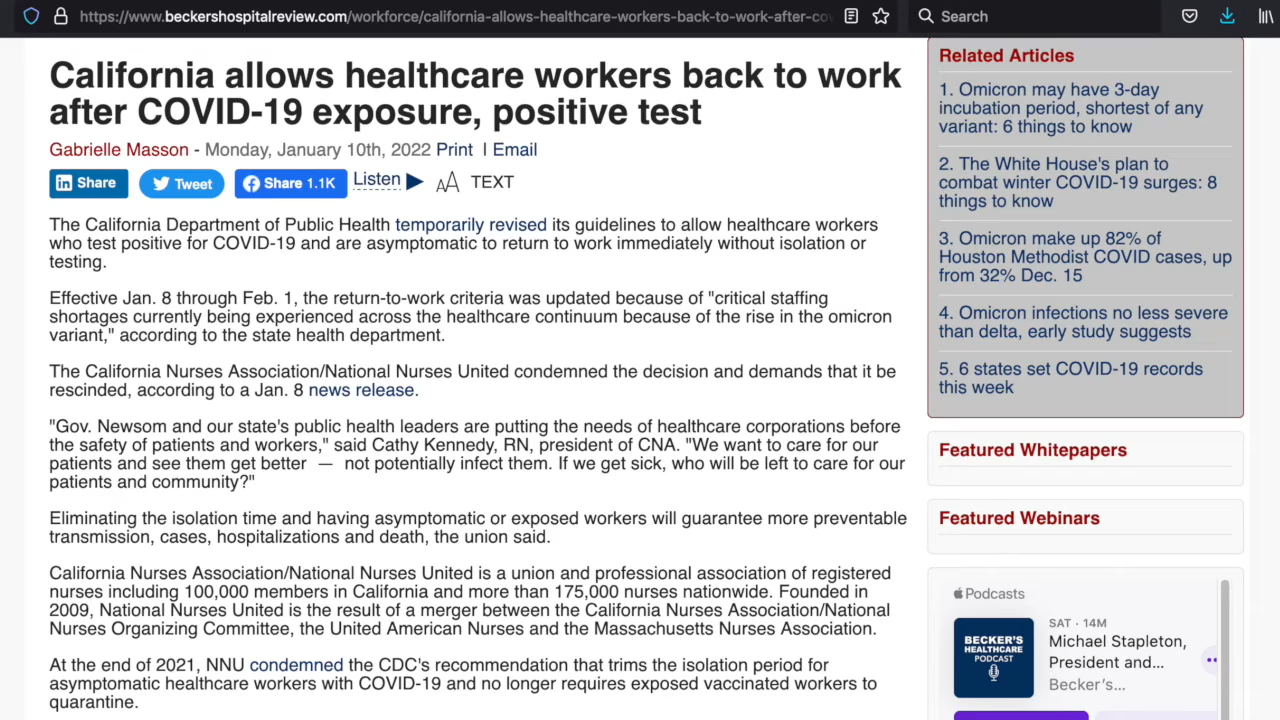 https://www.beckershospitalreview.com/workforce/california-allows-healthcare-workers-back-to-work-after-cov
Search
California allows healthcare workers back to work
after COVID-19 exposure, positive test
Gabrielle Masson - Monday, January 10th, 2022 Print | Email
Share
Tweet
Share 1.1K
Listen
TEXT
The California Department of Public Health temporarily revised its guidelines to allow healthcare workers
who test positive for COVID-19 and are asymptomatic to return to work immediately without isolation or
testing.
Effective Jan. 8 through Feb. 1, the return-to-work criteria was updated because of "critical staffing
shortages currently being experienced across the healthcare continuum because of the rise in the omicron
variant," according to the state health department.
The California Nurses Association/National Nurses United condemned the decision and demands that it be
rescinded, according to a Jan. 8 news release.
"Gov. Newsom and our state's public health leaders are putting the needs of healthcare corporations before
the safety of patients and workers," said Cathy Kennedy, RN, president of CNA. "We want to care for our
patients and see them get better — not potentially infect them. If we get sick, who will be left to care for our
patients and community?"
Eliminating the isolation time and having asymptomatic or exposed workers will guarantee more preventable
transmission, cases, hospitalizations and death, the union said.
California Nurses Association/National Nurses United is a union and professional association of registered
nurses including 100,000 members in California and more than 175,000 nurses nationwide. Founded in
2009, National Nurses United is the result of a merger between the California Nurses Association/National
Nurses Organizing Committee, the United American Nurses and the Massachusetts Nurses Association.
At the end of 2021, NNU condemned the CDC's recommendation that trims the isolation period for
asymptomatic healthcare workers with COVID-19 and no longer requires exposed vaccinated workers to
quarantine.
Related Articles
1. Omicron may have 3-day
incubation period, shortest of any
variant: 6 things to know
2. The White House's plan to
combat winter COVID-19 surges: 8
things to know
3. Omicron make up 82% of
Houston Methodist COVID cases, up
from 32% Dec. 15
4. Omicron infections no less severe
than delta, early study suggests
5. 6 states set COVID-19 records
this week
Featured Whitepapers
Featured Webinars
Podcasts
BECKER'S
HEALTHCARE
PODCAST
SAT · 14M
Michael Stapleton,
President and...
Becker's...